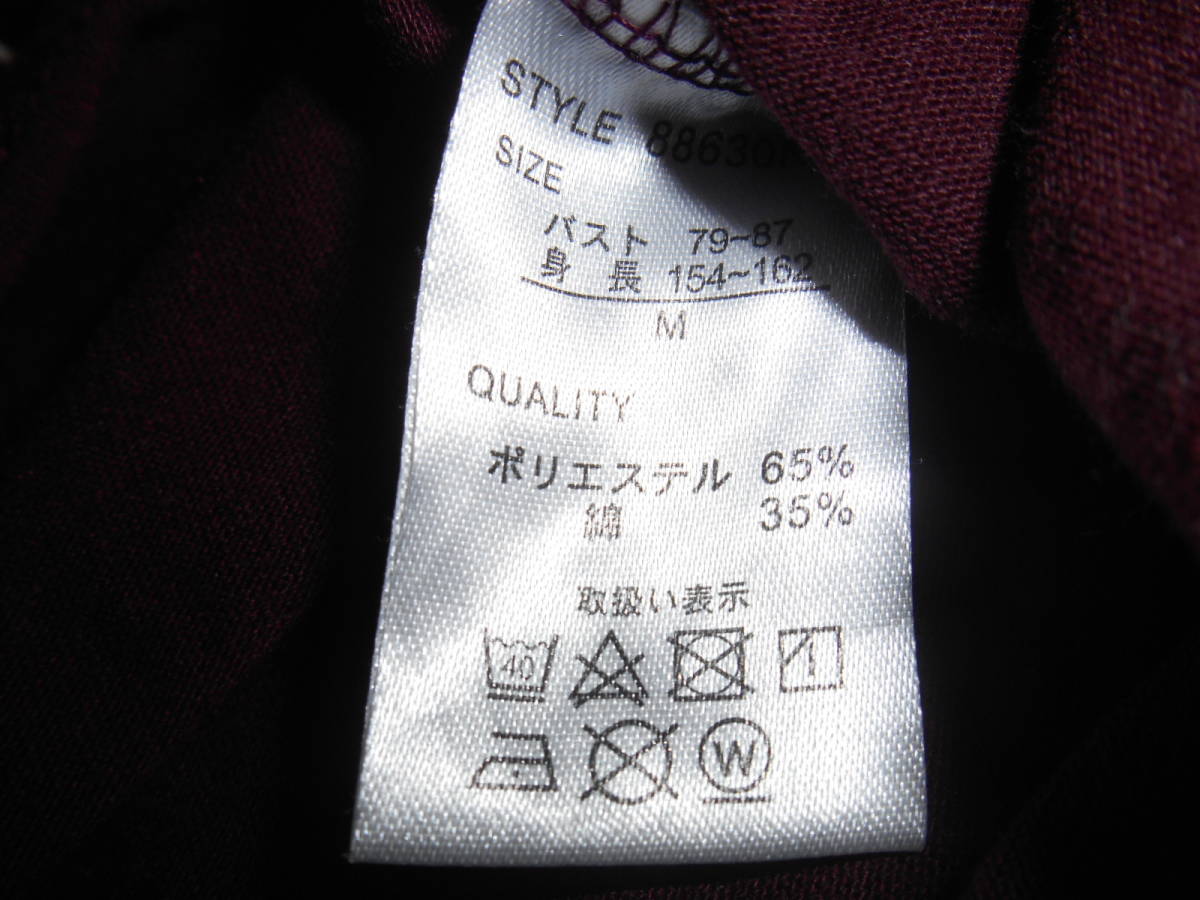 STYLE
SIZE
バスト 79~87
身長 154~162
M
QUALITY
ポリエステル 65%
綿 35%
取扱い表示
40
W